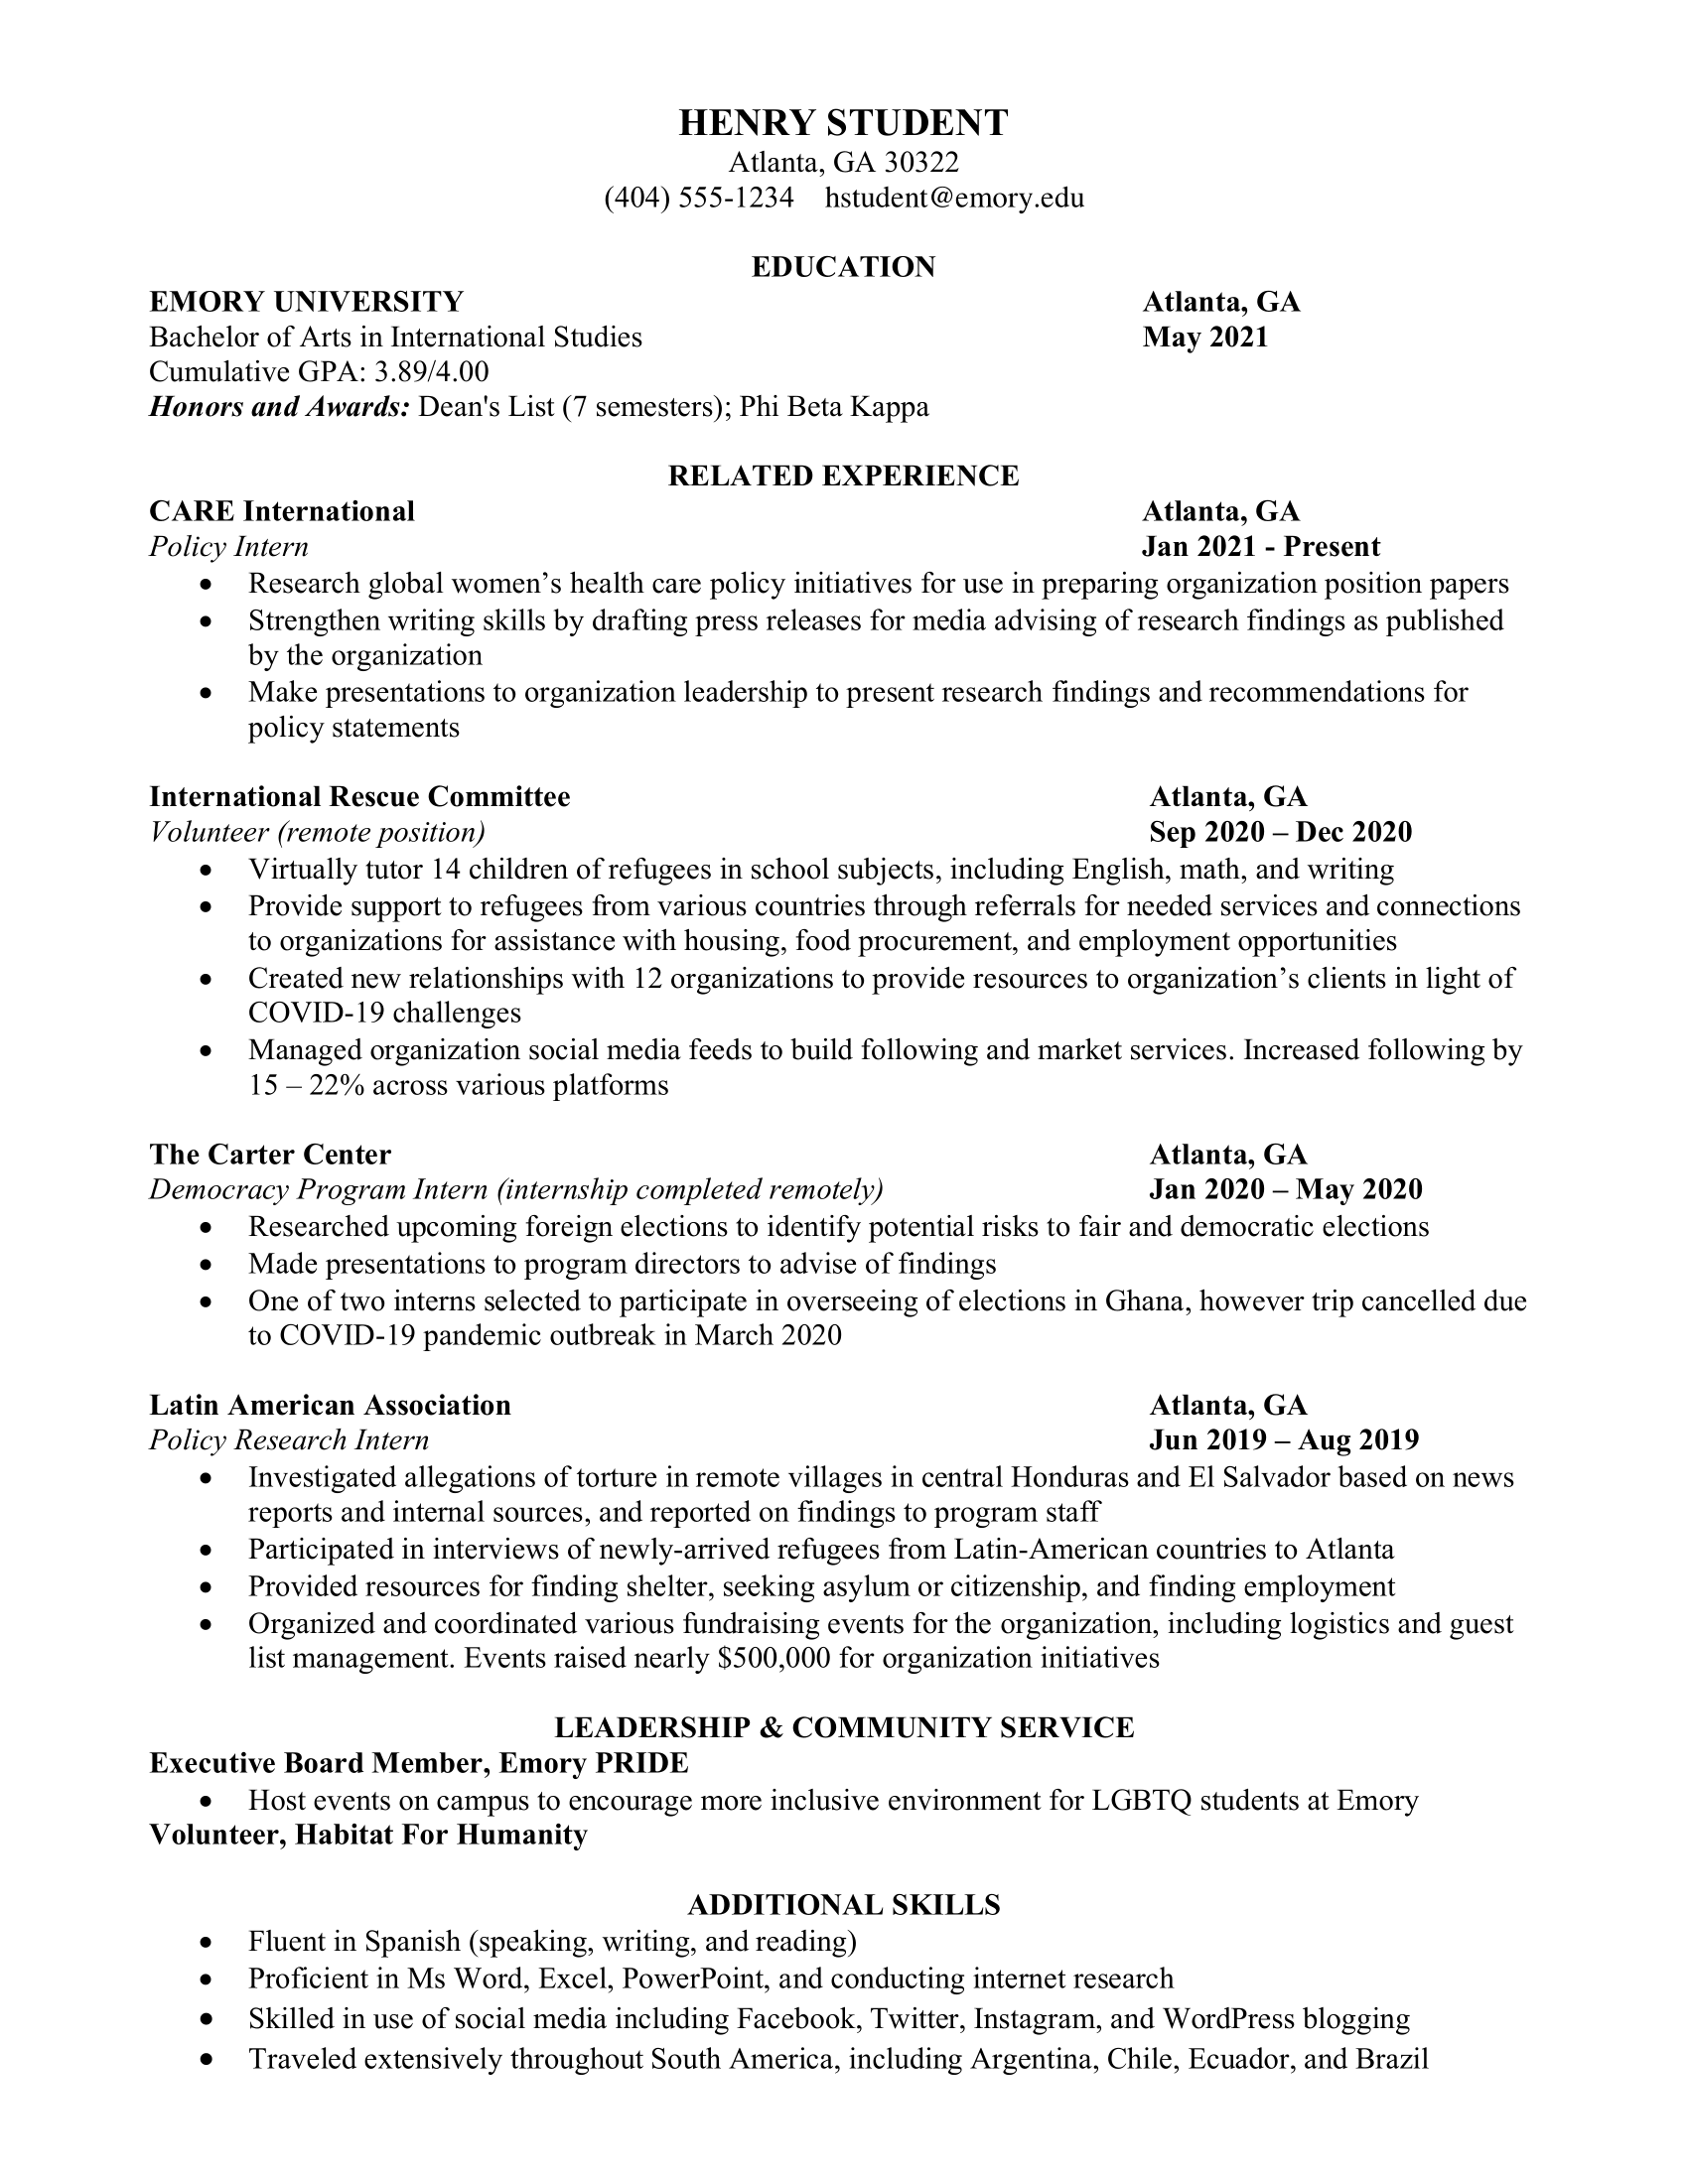 HENRY STUDENT
Atlanta, GA 30322
(404) 555-1234    hstudent@emory.edu
EDUCATION
EMORY UNIVERSITY    Atlanta, GA
Bachelor of Arts in International Studies    May 2021
Cumulative GPA: 3.89/4.00
Honors and Awards: Dean's List (7 semesters); Phi Beta Kappa
RELATED EXPERIENCE
CARE International    Atlanta, GA
Policy Intern    Jan 2021 - Present
• Research global women’s health care policy initiatives for use in preparing organization position papers
• Strengthen writing skills by drafting press releases for media advising of research findings as published
by the organization
• Make presentations to organization leadership to present research findings and recommendations for
policy statements
International Rescue Committee    Atlanta, GA
Volunteer (remote position)    Sep 2020 – Dec 2020
• Virtually tutor 14 children of refugees in school subjects, including English, math, and writing
• Provide support to refugees from various countries through referrals for needed services and connections
to organizations for assistance with housing, food procurement, and employment opportunities
• Created new relationships with 12 organizations to provide resources to organization’s clients in light of
COVID-19 challenges
• Managed organization social media feeds to build following and market services. Increased following by
15 – 22% across various platforms
The Carter Center    Atlanta, GA
Democracy Program Intern (internship completed remotely)    Jan 2020 – May 2020
• Researched upcoming foreign elections to identify potential risks to fair and democratic elections
• Made presentations to program directors to advise of findings
• One of two interns selected to participate in overseeing of elections in Ghana, however trip cancelled due
to COVID-19 pandemic outbreak in March 2020
Latin American Association    Atlanta, GA
Policy Research Intern    Jun 2019 – Aug 2019
• Investigated allegations of torture in remote villages in central Honduras and El Salvador based on news
reports and internal sources, and reported on findings to program staff
• Participated in interviews of newly-arrived refugees from Latin-American countries to Atlanta
• Provided resources for finding shelter, seeking asylum or citizenship, and finding employment
• Organized and coordinated various fundraising events for the organization, including logistics and guest
list management. Events raised nearly $500,000 for organization initiatives
LEADERSHIP & COMMUNITY SERVICE
Executive Board Member, Emory PRIDE
• Host events on campus to encourage more inclusive environment for LGBTQ students at Emory
Volunteer, Habitat For Humanity
ADDITIONAL SKILLS
• Fluent in Spanish (speaking, writing, and reading)
• Proficient in Ms Word, Excel, PowerPoint, and conducting internet research
• Skilled in use of social media including Facebook, Twitter, Instagram, and WordPress blogging
• Traveled extensively throughout South America, including Argentina, Chile, Ecuador, and Brazil